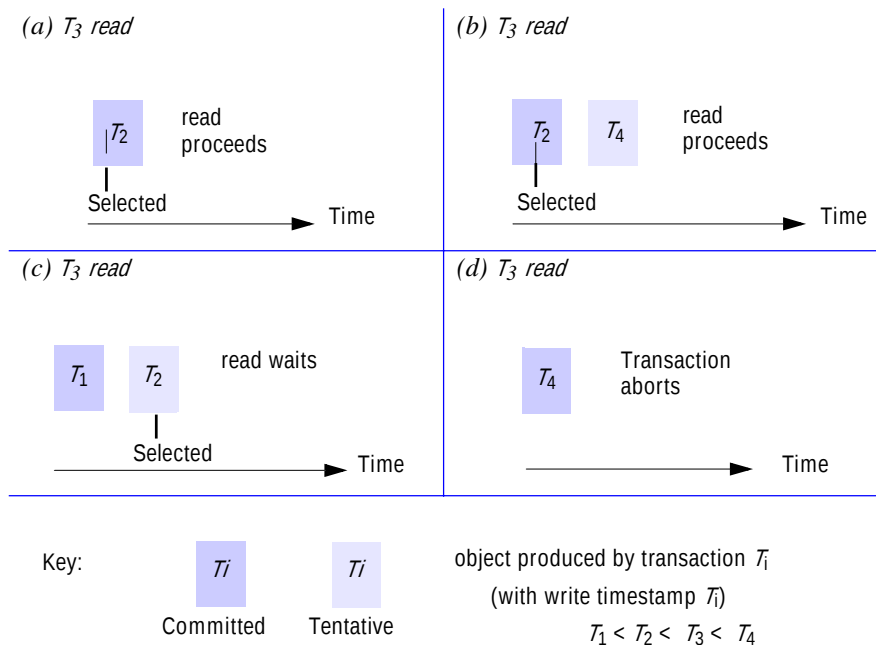 (a) T3 read
T2
read
proceeds
Selected
Time
(b) T3 read
T2
T4
read
proceeds
Selected
Time
(c) T3 read
T1
T2
read waits
Selected
Time
(d) T3 read
T4
Transaction
aborts
Time
Key:
Ti
Committed
Ti
Tentative
object produced by transaction Ti
(with write timestamp Ti)
T1 < T2 < T3 < T4